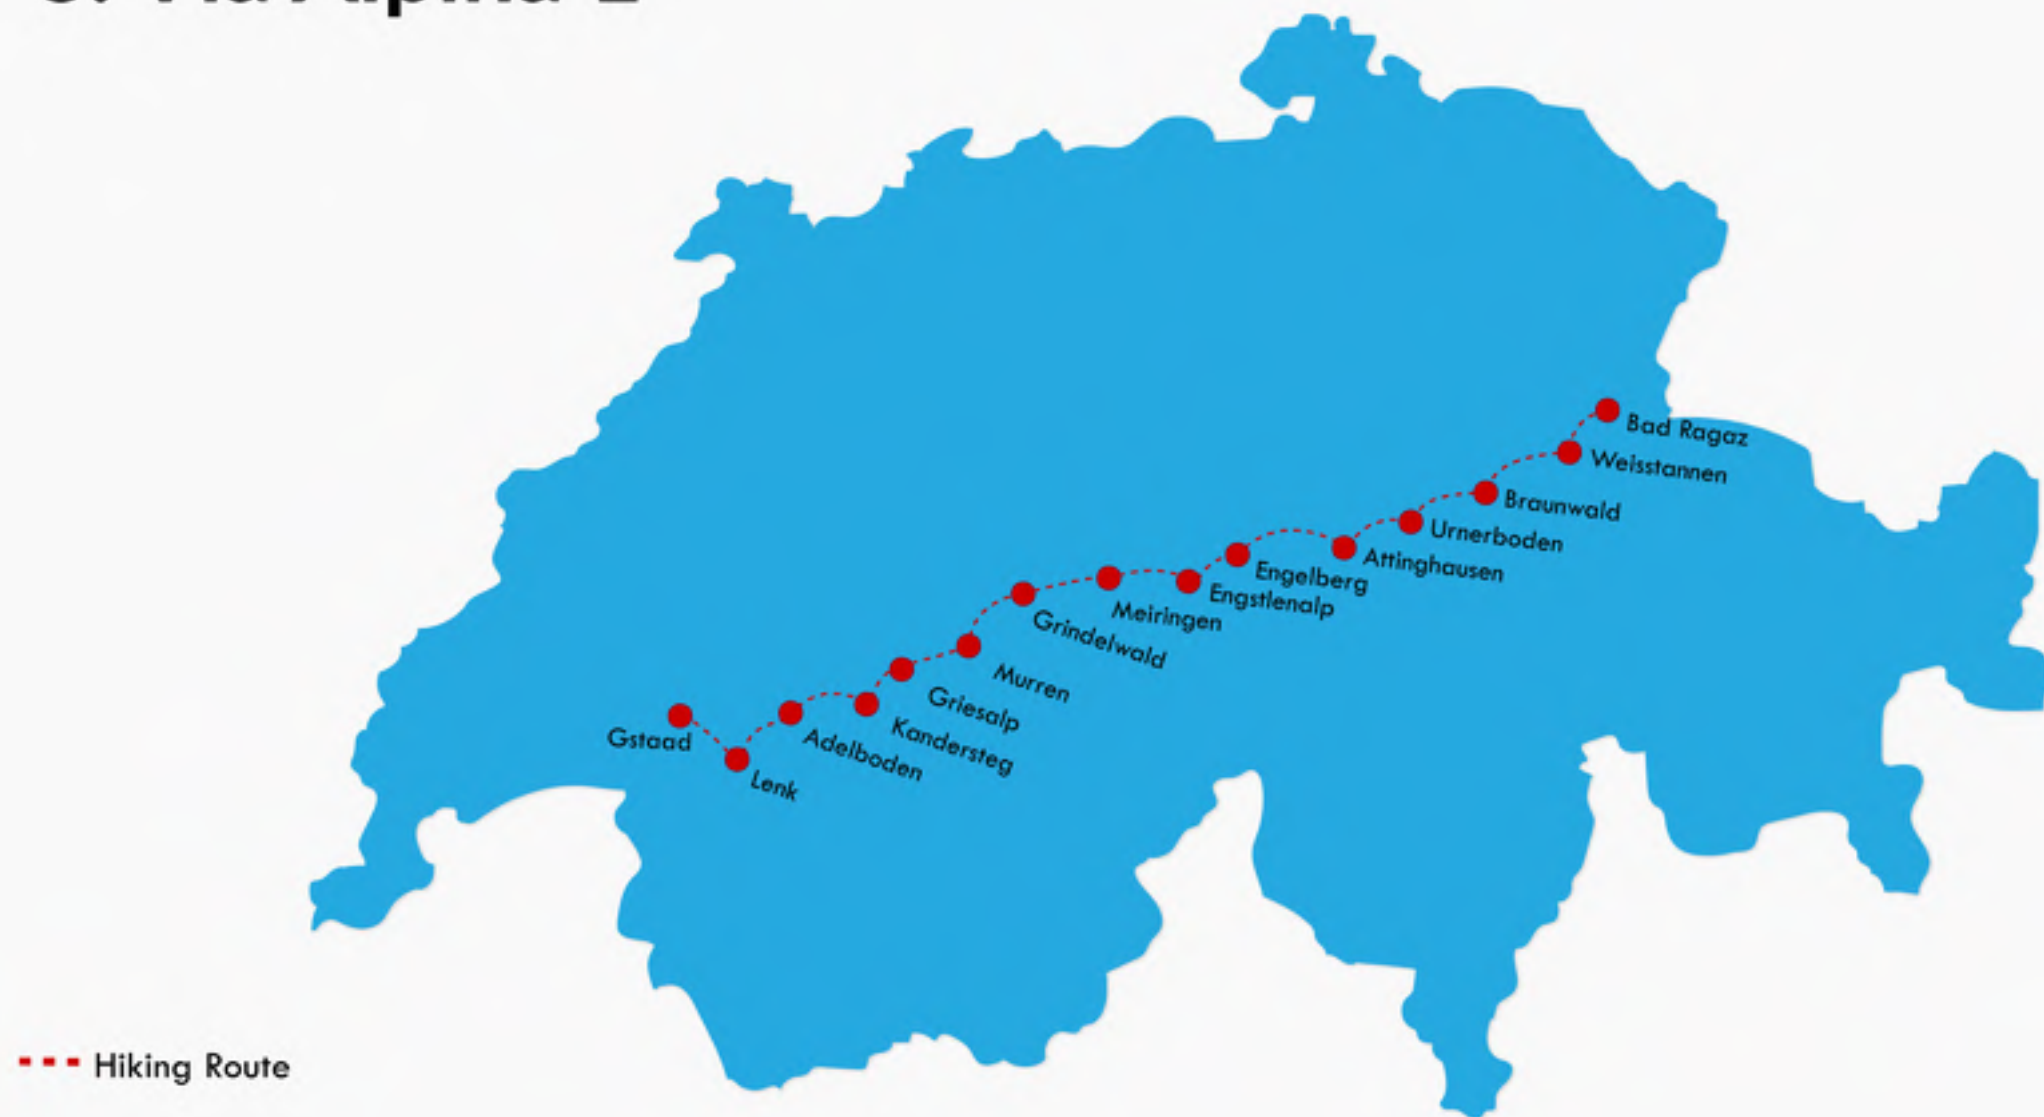 Bad Ragaz
Weisstannen
Braunwald
Urnerboden
Attinghausen
Engelberg
Engstlenalp
Meiringen
Grindelwald
Murren
Griesalp
Kandersteg
Adelboden
Gstaad
Lenk
Hiking Route